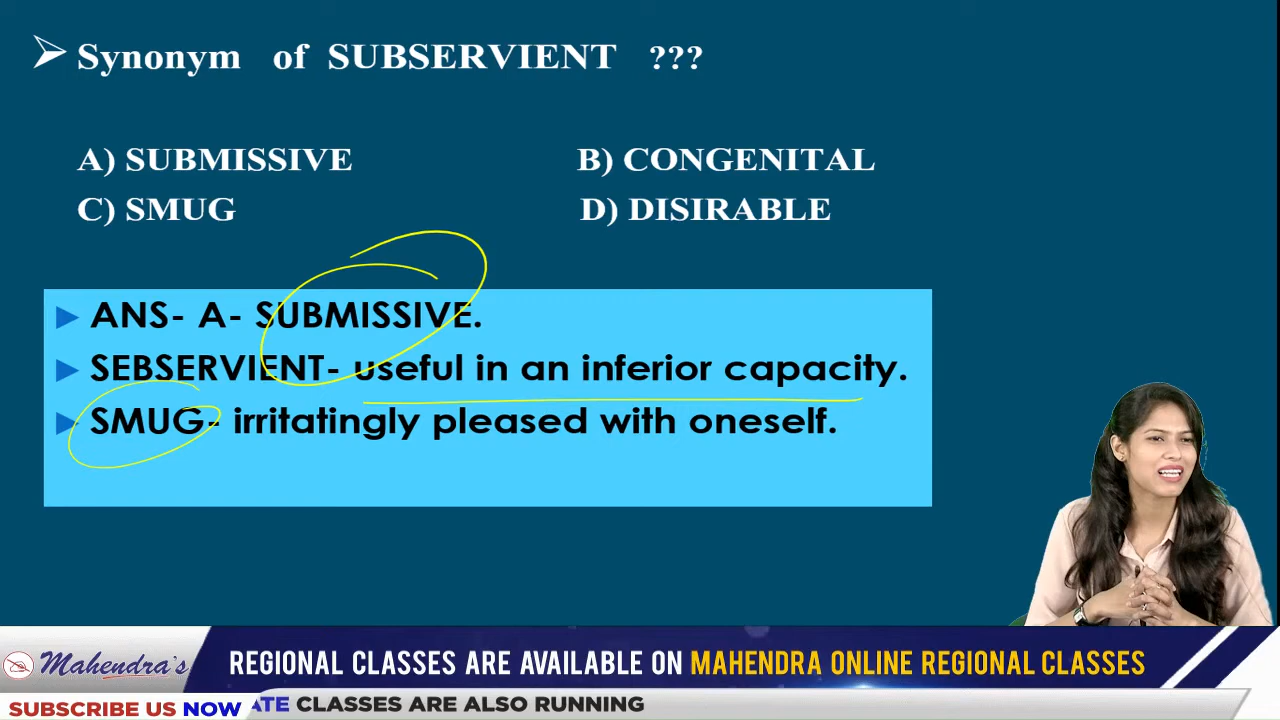 Synonym of SUBSERVIENT ???
A) SUBMISSIVE B) CONGENITAL
C) SMUG D) DISIRABLE
ANS- A- SUBMISSIVE.
SEBSERVIENT- useful in an inferior capacity.
SMUG- irritatingly pleased with oneself.
Mahendra's REGIONAL CLASSES ARE AVAILABLE ON MAHENDRA ONLINE REGIONAL CLASSES
SUBSCRIBE US NOW ATE CLASSES ARE ALSO RUNNING